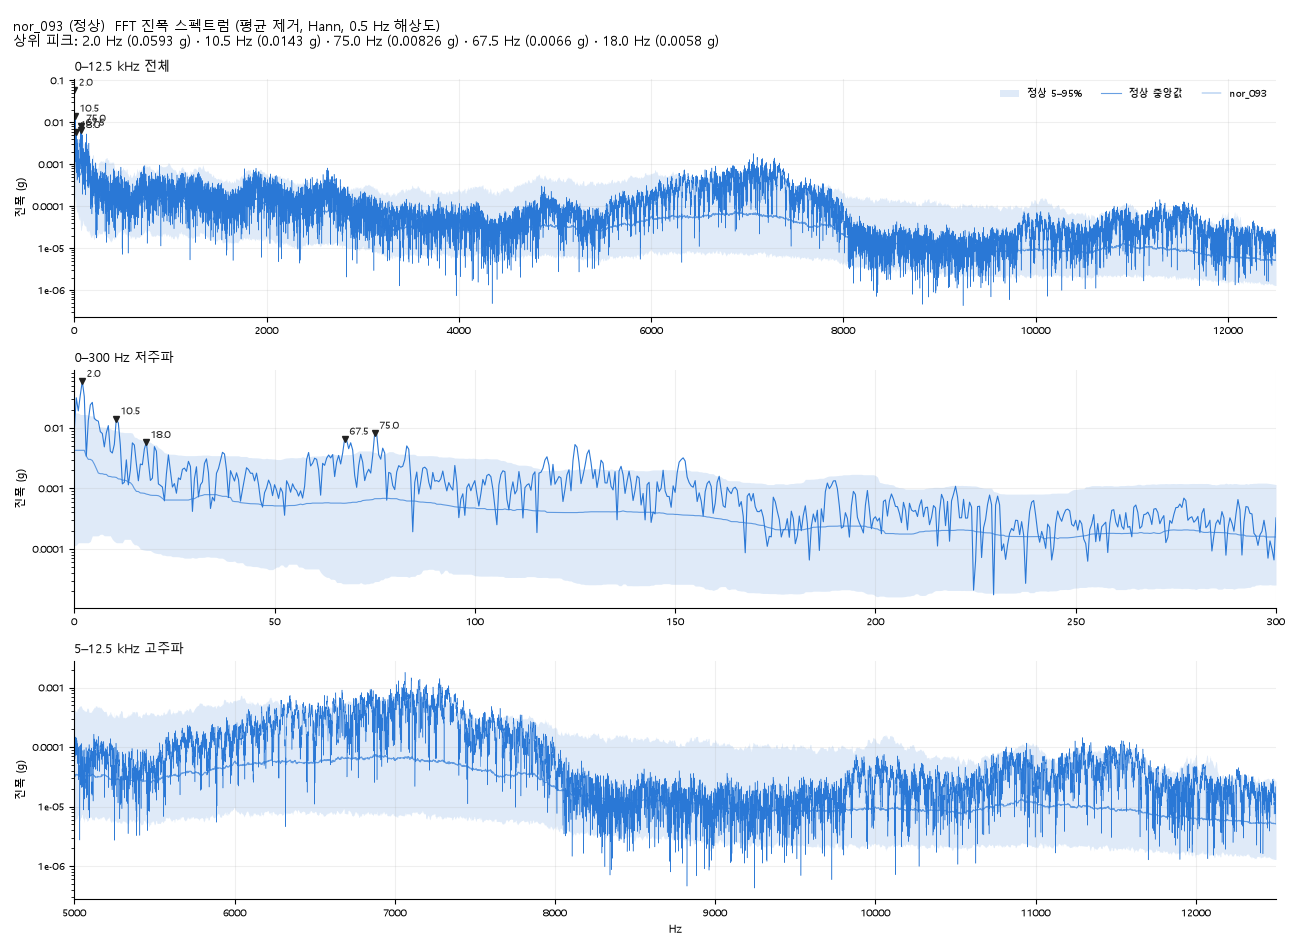 nor_093 (정상)  FFT 진폭 스펙트럼 (평균 제거, Hann, 0.5 Hz 해상도)
상위 피크: 2.0 Hz (0.0593 g) · 10.5 Hz (0.0143 g) · 75.0 Hz (0.00826 g) · 67.5 Hz (0.0066 g) · 18.0 Hz (0.0058 g)
0–12.5 kHz 전체
진폭 (g)
0.1
0.01
0.001
0.0001
1e-05
1e-06
2.0
10.5
75.0
정상 5–95%
정상 중앙값
nor_093
0 2000 4000 6000 8000 10000 12000
0–300 Hz 저주파
진폭 (g)
0.01
0.001
0.0001
2.0
10.5
18.0
67.5
75.0
0 50 100 150 200 250 300
5–12.5 kHz 고주파
진폭 (g)
0.001
0.0001
1e-05
1e-06
5000 6000 7000 8000 9000 10000 11000 12000
Hz